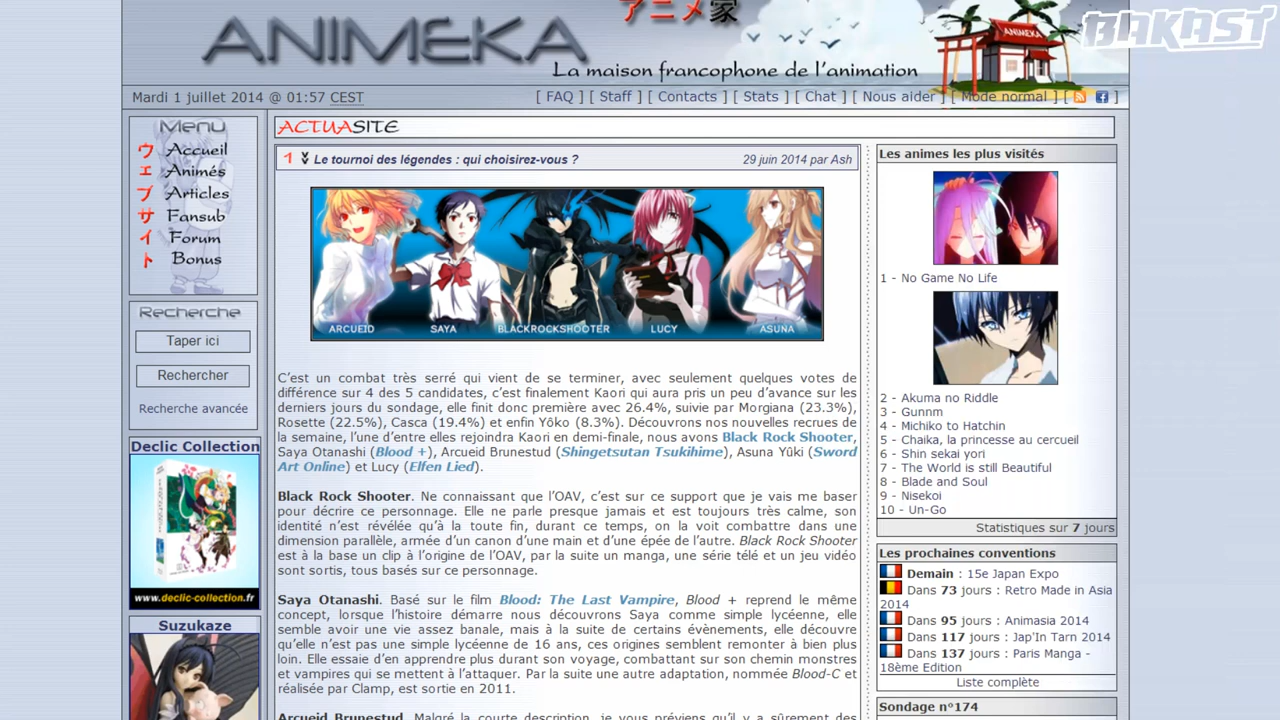 アニメ家
ANIMEKA
La maison francophone de l'animation
ANIMEKA
BAKAST
Mardi 1 juillet 2014 @ 01:57 CEST
[ FAQ ] [ Staff ] [ Contacts ] [ Stats ] [ Chat ] [ Nous aider ] [ Mode normal ] [ ]
Menu
Accueil
Animés
Articles
Fansub
Forum
Bonus
ウェブサイト
Recherche
Taper ici
Rechercher
Recherche avancée
Declic Collection
www.declic-collection.fr
Suzukaze
ACTUASITE
1 Le tournoi des légendes : qui choisirez-vous ?
29 juin 2014 par Ash
ARCUEID SAYA BLACKROCKSHOOTER LUCY ASUNA
C'est un combat très serré qui vient de se terminer, avec seulement quelques votes de
différence sur 4 des 5 candidates, c'est finalement Kaori qui aura pris un peu d'avance sur les
derniers jours du sondage, elle finit donc première avec 26.4%, suivie par Morgiana (23.3%),
Rosette (22.5%), Casca (19.4%) et enfin Yôko (8.3%). Découvrons nos nouvelles recrues de
la semaine, l'une d'entre elles rejoindra Kaori en demi-finale, nous avons Black Rock Shooter,
Saya Otanashi (Blood +), Arcueid Brunestud (Shingetsutan Tsukihime), Asuna Yûki (Sword
Art Online) et Lucy (Elfen Lied).
Black Rock Shooter. Ne connaissant que l'OAV, c'est sur ce support que je vais me baser
pour décrire ce personnage. Elle ne parle presque jamais et est toujours très calme, son
identité n'est révélée qu'à la toute fin, durant ce temps, on la voit combattre dans une
dimension parallèle, armée d'un canon d'une main et d'une épée de l'autre. Black Rock Shooter
est à la base un clip à l'origine de l'OAV, par la suite un manga, une série télé et un jeu vidéo
sont sortis, tous basés sur ce personnage.
Saya Otanashi. Basé sur le film Blood: The Last Vampire, Blood + reprend le même
concept, lorsque l'histoire démarre nous découvrons Saya comme simple lycéenne, elle
semble avoir une vie assez banale, mais à la suite de certains évènements, elle découvre
qu'elle n'est pas une simple lycéenne de 16 ans, ces origines semblent remonter à bien plus
loin. Elle essaie d'en apprendre plus durant son voyage, combattant sur son chemin monstres
et vampires qui se mettent à l'attaquer. Par la suite une autre adaptation, nommée Blood-C et
réalisée par Clamp, est sortie en 2011.
Arcueid Brunestud. Malgré la courte description, je vous préviens qu'il y a sûrement des
Les animes les plus visités
1 - No Game No Life
2 - Akuma no Riddle
3 - Gunnm
4 - Michiko to Hatchin
5 - Chaika, la princesse au cercueil
6 - Shin sekai yori
7 - The World is still Beautiful
8 - Blade and Soul
9 - Nisekoi
10 - Un-Go
Statistiques sur 7 jours
Les prochaines conventions
Demain : 15e Japan Expo
Dans 73 jours : Retro Made in Asia
2014
Dans 95 jours : Animasia 2014
Dans 117 jours : Jap'In Tarn 2014
Dans 137 jours : Paris Manga -
18ème Edition
Liste complète
Sondage n°174